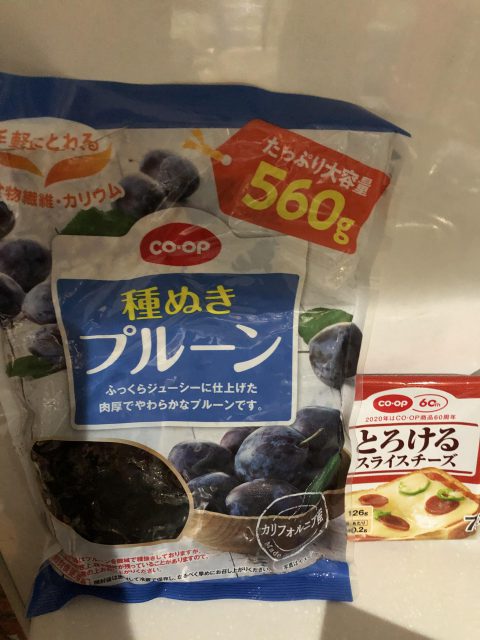 手軽にとれる
食物繊維・カリウム
たっぷり大容量
560g
CO・OP
種ぬき
プルーン
ふっくらジューシーに仕上げた
肉厚でやわらかなプルーンです。
カリフォルニア産
CO・OP 60th
2020年はCO・OP商品60周年
とろける
スライスチーズ
126g
7